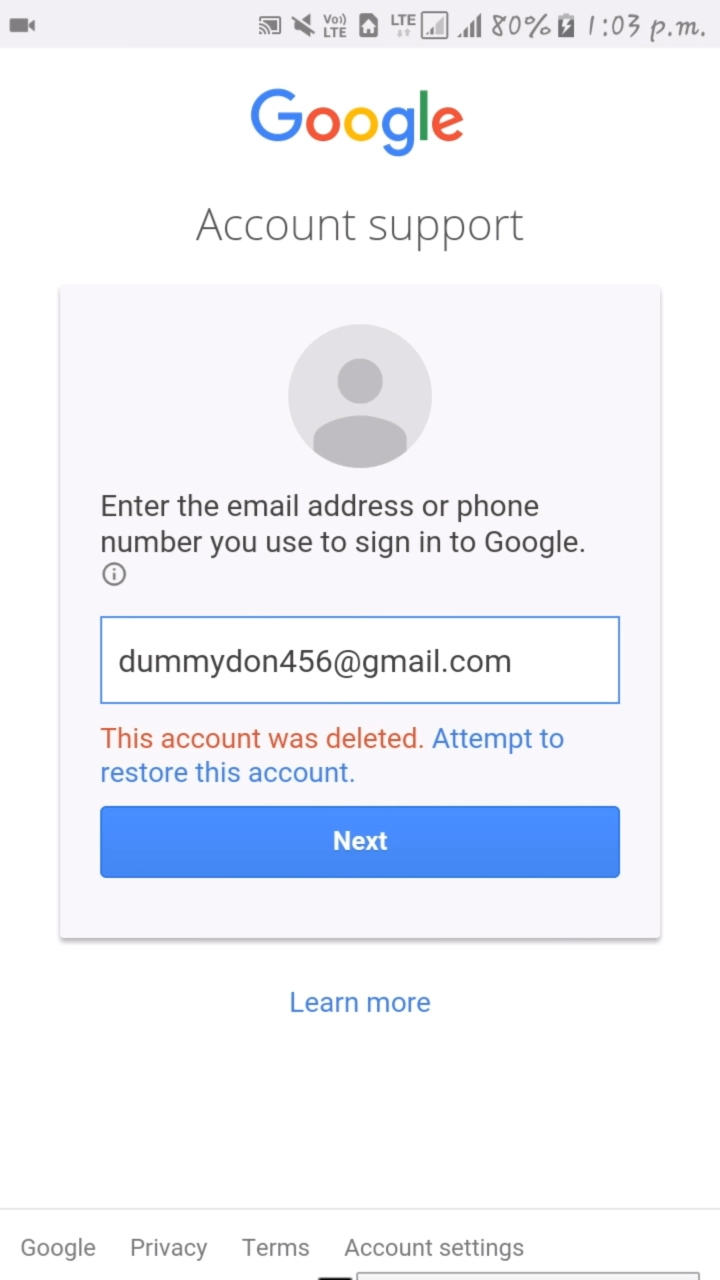 Vo)) LTE LTE 80% 1:03 p.m.
Google
Account support
Enter the email address or phone
number you use to sign in to Google.
dummydon456@gmail.com
This account was deleted. Attempt to
restore this account.
Next
Learn more
Google Privacy Terms Account settings